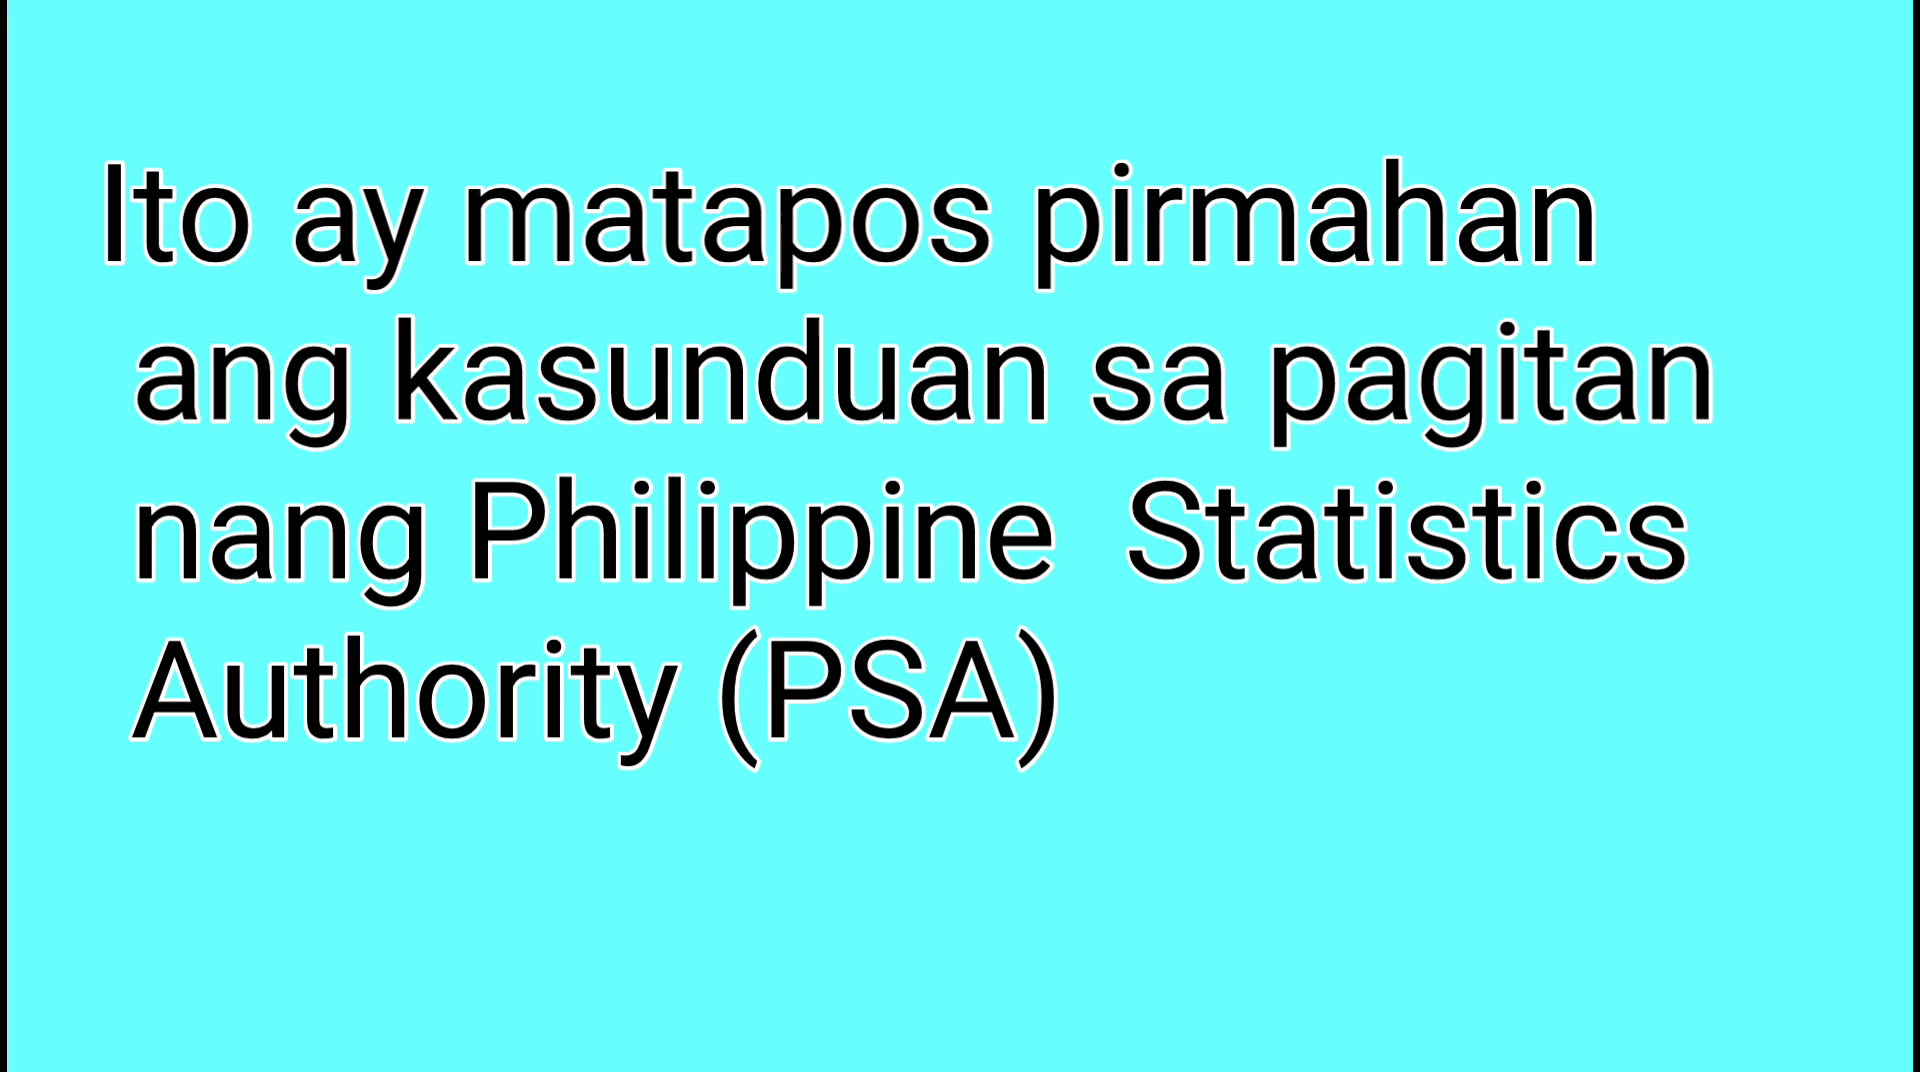 Ito ay matapos pirmahan
ang kasunduan sa pagitan
nang Philippine  Statistics
Authority (PSA)